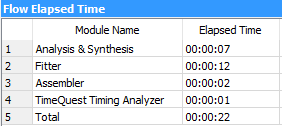 Flow Elapsed Time
Module Name Elapsed Time
1 Analysis & Synthesis 00:00:07
2 Fitter 00:00:12
3 Assembler 00:00:02
4 TimeQuest Timing Analyzer 00:00:01
5 Total 00:00:22